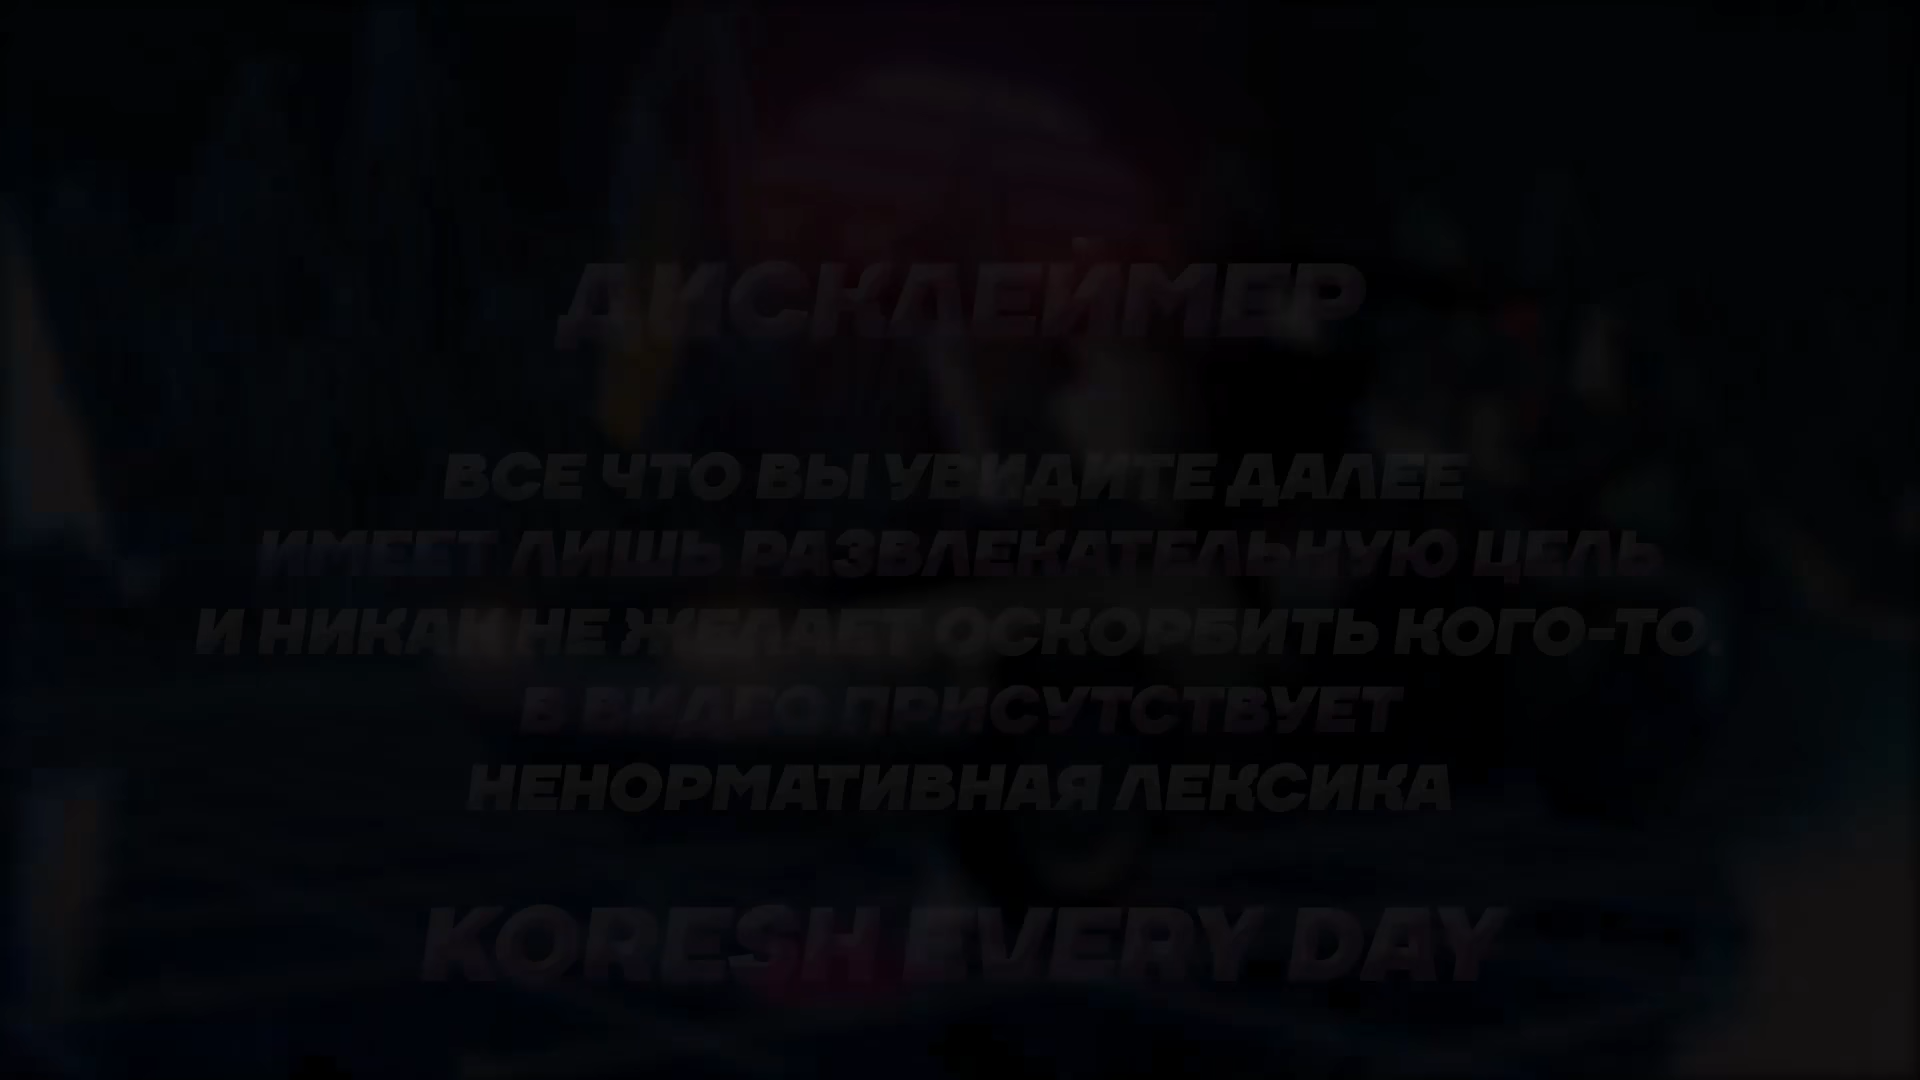 ДИСКЛЕЙМЕР
ВСЕ ЧТО ВЫ УВИДИТЕ ДАЛЕЕ
ИМЕЕТ ЛИШЬ РАЗВЛЕКАТЕЛЬНУЮ ЦЕЛЬ
И НИКАК НЕ ЖЕЛАЕТ ОСКОРБИТЬ КОГО-ТО.
В ВИДЕО ПРИСУТСТВУЕТ
НЕНОРМАТИВНАЯ ЛЕКСИКА
KORESH EVERY DAY